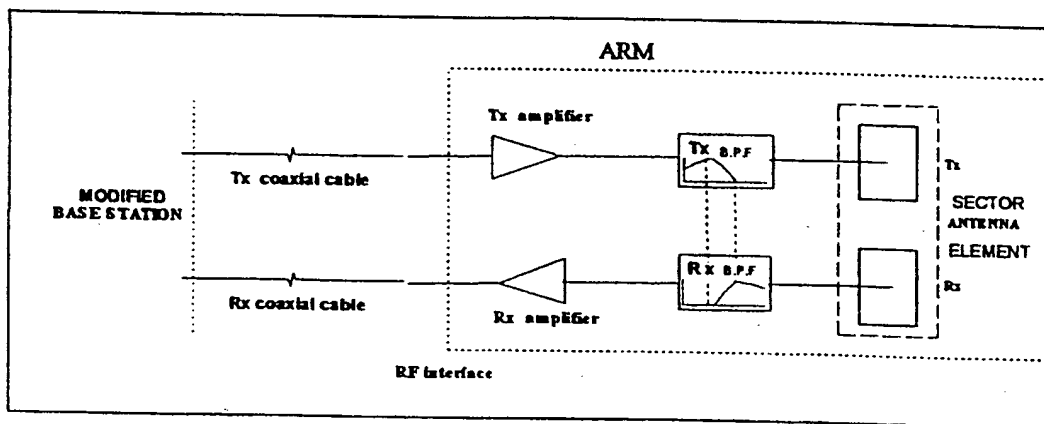 ARM
Tx amplifier
Tx B.P.F
Tx
Tx coaxial cable
MODIFIED
BASE STATION
SECTOR
ANTENNA
ELEMENT
Rx B.P.F
Rx
Rx coaxial cable
Rx amplifier
RF interface